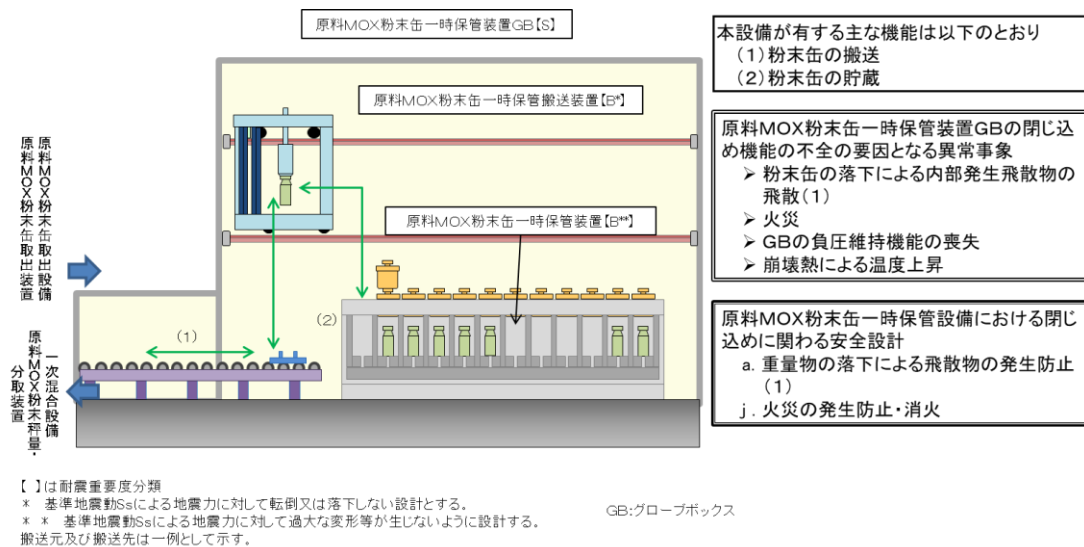 原料MOX粉末缶一時保管装置GB【S】
原料MOX粉末缶一時保管搬送装置【B*】
原料MOX粉末缶一時保管装置【B**】
原料MOX粉末缶取出設備
原料MOX粉末缶取出装置
(1)
(2)
一次混合設備
原料MOX粉末秤量・
分取装置
本設備が有する主な機能は以下のとおり
(1)粉末缶の搬送
(2)粉末缶の貯蔵
原料MOX粉末缶一時保管装置GBの閉じ込
め機能の不全の要因となる異常事象
➢ 粉末缶の落下による内部発生飛散物の
飛散(1)
➢ 火災
➢ GBの負圧維持機能の喪失
➢ 崩壊熱による温度上昇
原料MOX粉末缶一時保管設備における閉じ
込めに関わる安全設計
a. 重量物の落下による飛散物の発生防止
(1)
j. 火災の発生防止・消火
【 】は耐震重要度分類
* 基準地震動Ssによる地震力に対して転倒又は落下しない設計とする。
* * 基準地震動Ssによる地震力に対して過大な変形等が生じないように設計する。
搬送元及び搬送先は一例として示す。
GB:グローブボックス